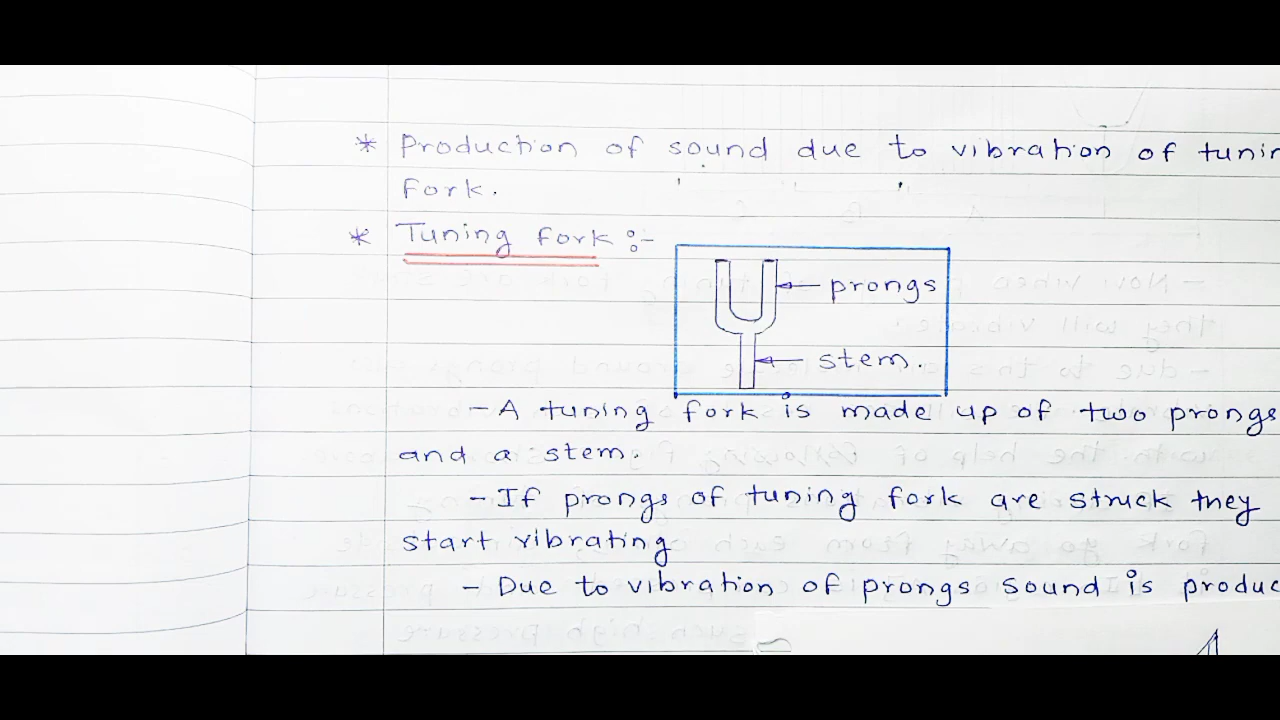 * Production of sound due to vibration of tunin
fork.
* Tuning fork :-
prongs
stem.
- A tuning fork is made up of two prongs
and a stem.
- If prongs of tuning fork are struck they
start vibrating
- Due to vibration of prongs sound is produc